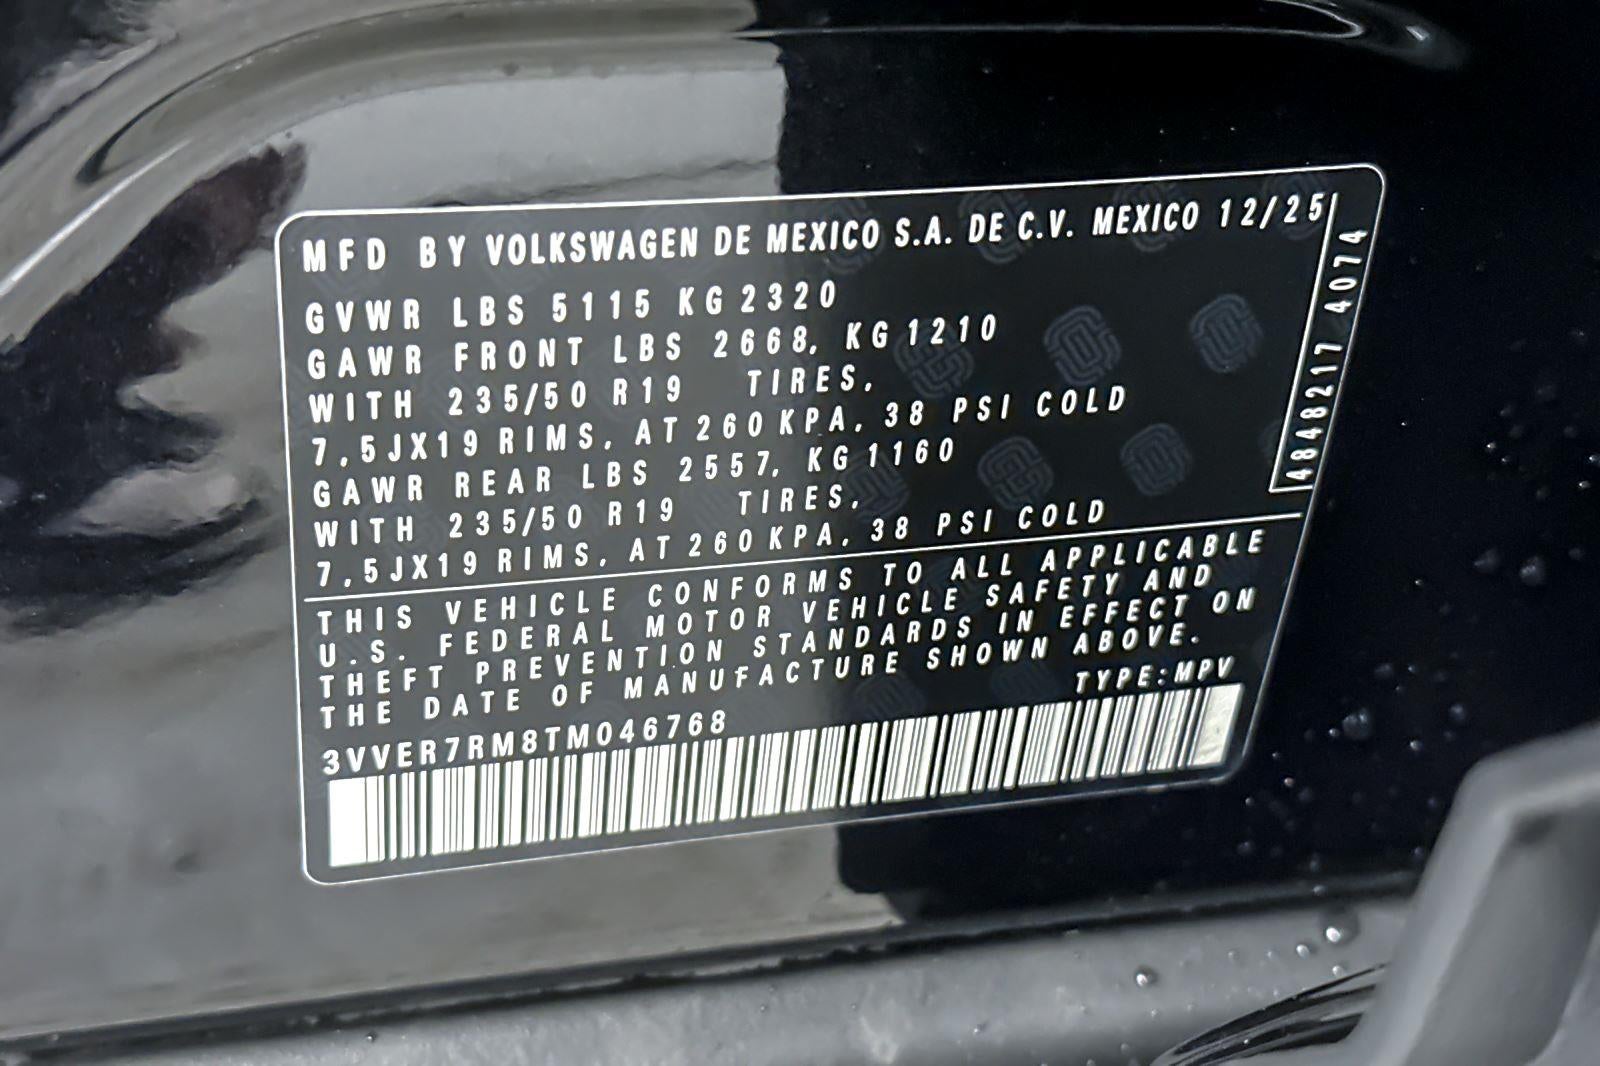 MFD BY VOLKSWAGEN DE MEXICO S.A. DE C.V. MEXICO 12/25
GVWR LBS 5115 KG 2320
GAWR FRONT LBS 2668, KG 1210
WITH 235/50 R19 TIRES,
7,5JX19 RIMS, AT 260 KPA, 38 PSI COLD
GAWR REAR LBS 2557, KG 1160
WITH 235/50 R19 TIRES,
7,5JX19 RIMS, AT 260 KPA, 38 PSI COLD
4848217 4074
THIS VEHICLE CONFORMS TO ALL APPLICABLE
U.S. FEDERAL MOTOR VEHICLE SAFETY AND
THEFT PREVENTION STANDARDS IN EFFECT ON
THE DATE OF MANUFACTURE SHOWN ABOVE.
TYPE:MPV
3VVER7RM8TM046768